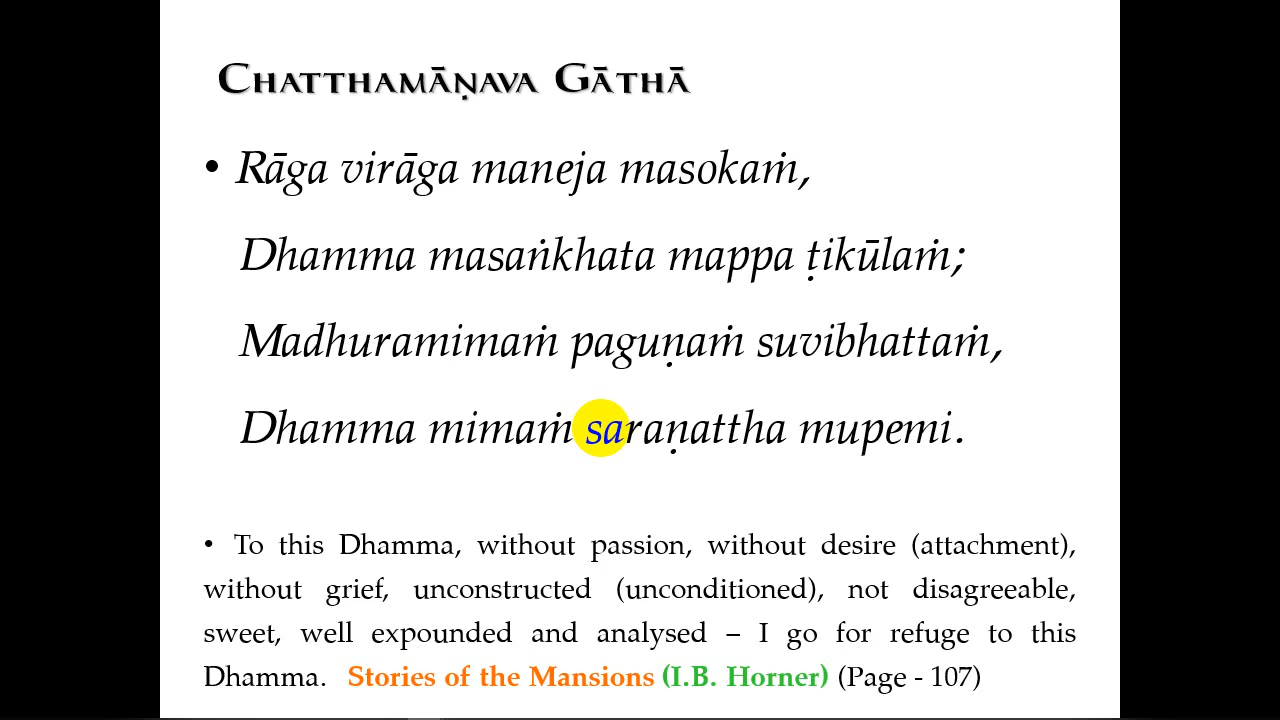 Chatthamāṇava Gāthā
• Rāga virāga maneja masokaṁ,
Dhamma masaṅkhata mappa ṭikūlaṁ;
Madhuramimaṁ paguṇaṁ suvibhattaṁ,
Dhamma mimaṁ saraṇattha mupemi.
• To this Dhamma, without passion, without desire (attachment),
without grief, unconstructed (unconditioned), not disagreeable,
sweet, well expounded and analysed – I go for refuge to this
Dhamma. Stories of the Mansions (I.B. Horner) (Page - 107)